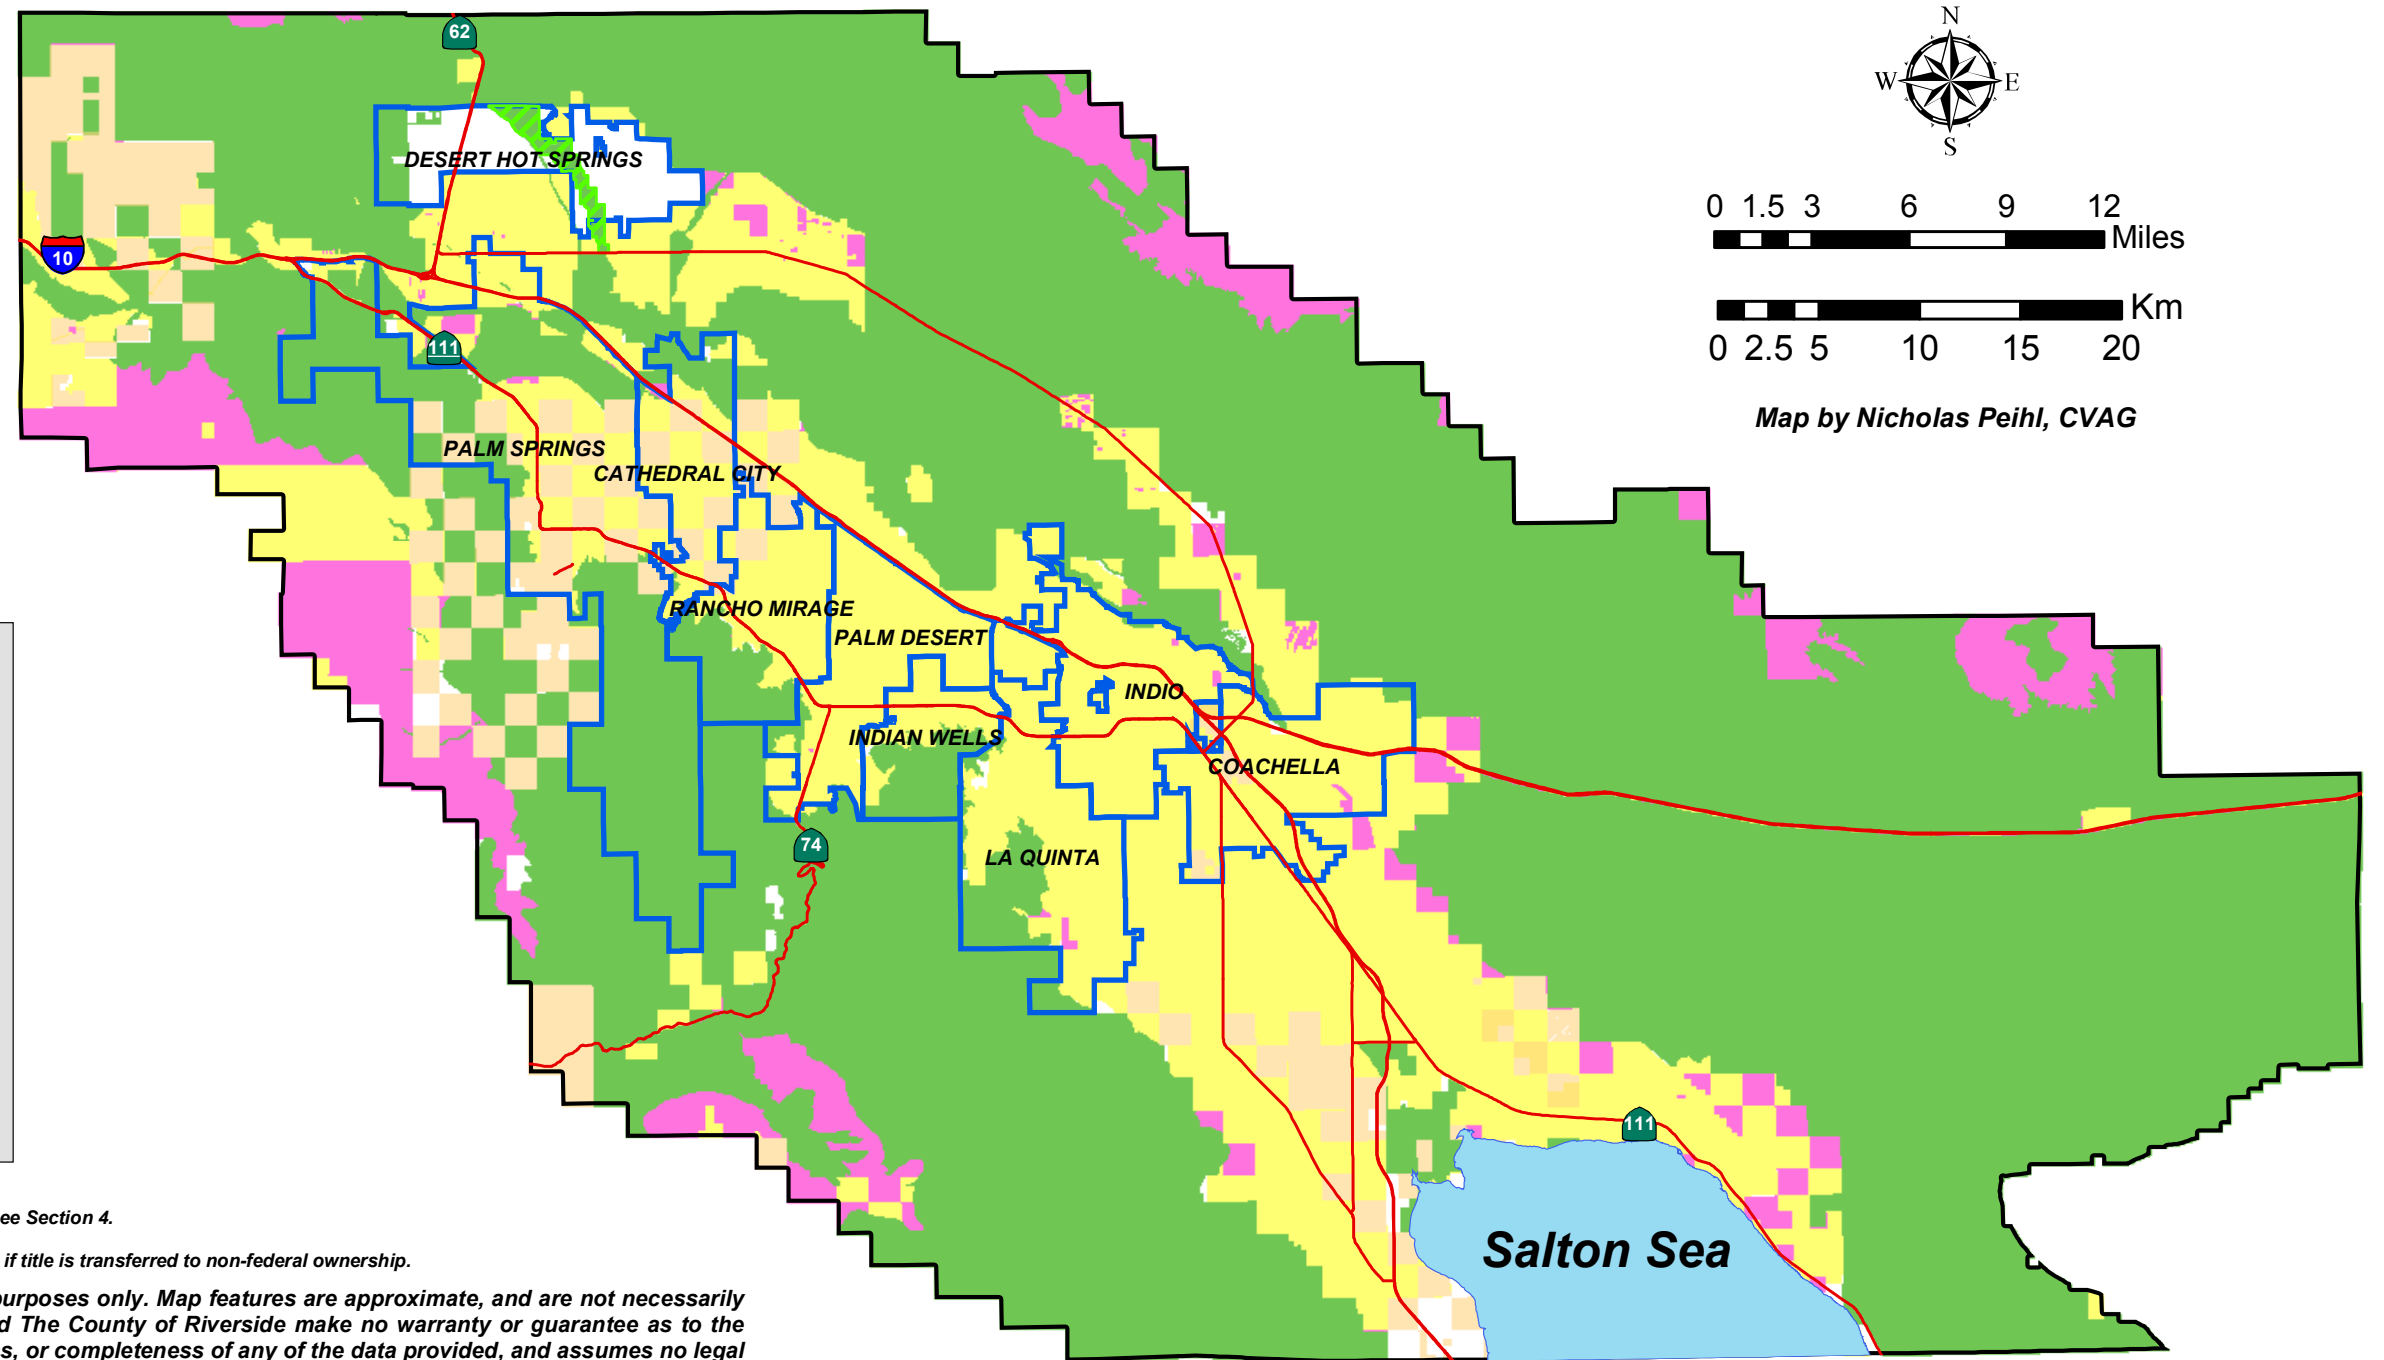 N
W
E
S
0 1.5 3 6 9 12
Miles
Km
0 2.5 5 10 15 20
Map by Nicholas Peihl, CVAG
62
DESERT HOT SPRINGS
10
111
PALM SPRINGS
CATHEDRAL CITY
RANCHO MIRAGE
PALM DESERT
INDIO
INDIAN WELLS
COACHELLA
74
LA QUINTA
111
Salton Sea
ee Section 4.
if title is transferred to non-federal ownership.
purposes only. Map features are approximate, and are not necessarily
d The County of Riverside make no warranty or guarantee as to the
s, or completeness of any of the data provided, and assumes no legal